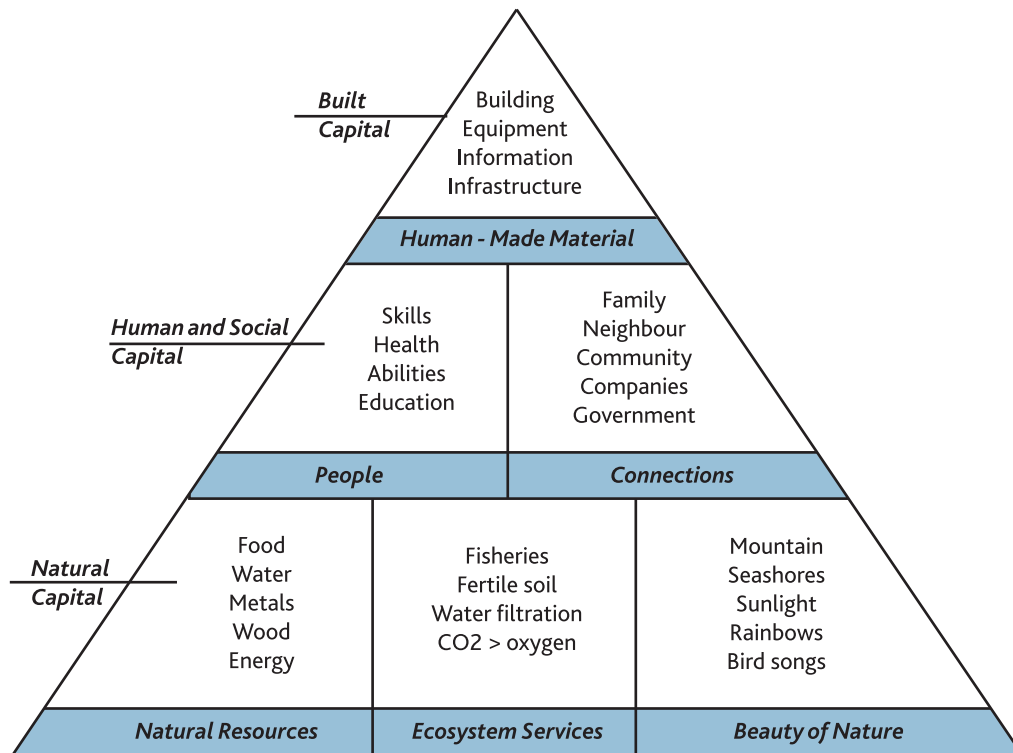 Built
Capital
Building
Equipment
Information
Infrastructure
Human - Made Material
Human and Social
Capital
Skills
Health
Abilities
Education
Family
Neighbour
Community
Companies
Government
People
Connections
Natural
Capital
Food
Water
Metals
Wood
Energy
Fisheries
Fertile soil
Water filtration
CO2 > oxygen
Mountain
Seashores
Sunlight
Rainbows
Bird songs
Natural Resources
Ecosystem Services
Beauty of Nature